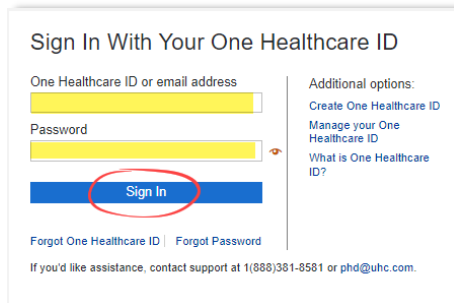 Sign In With Your One Healthcare ID
One Healthcare ID or email address
Password
Sign In
Forgot One Healthcare ID | Forgot Password
Additional options:
Create One Healthcare ID
Manage your One
Healthcare ID
What is One Healthcare
ID?
If you'd like assistance, contact support at 1(888)381-8581 or phd@uhc.com.